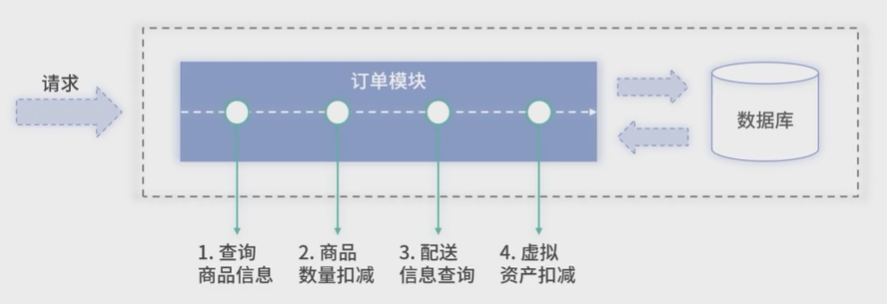 请求
订单模块
数据库
1. 查询
商品信息
2. 商品
数量扣减
3. 配送
信息查询
4. 虚拟
资产扣减